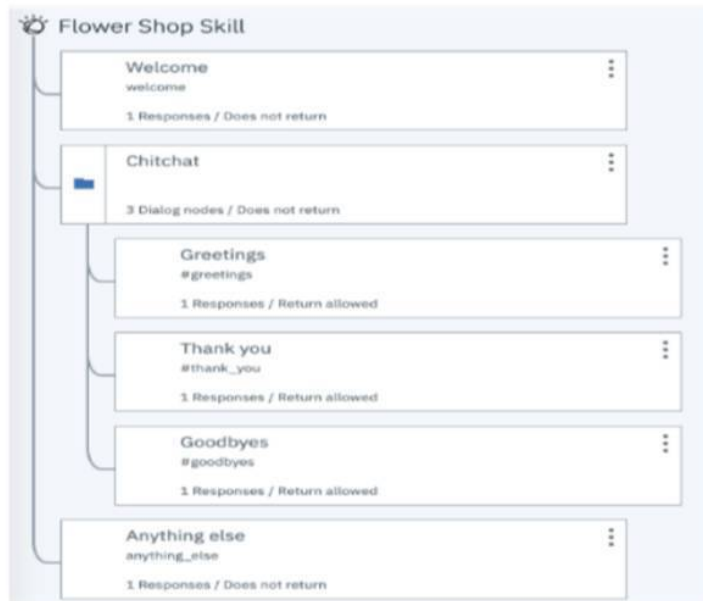 Flower Shop Skill
Welcome
welcome
1 Responses / Does not return
Chitchat
3 Dialog nodes / Does not return
Greetings
#greetings
1 Responses / Return allowed
Thank you
#thank_you
1 Responses / Return allowed
Goodbyes
#goodbyes
1 Responses / Return allowed
Anything else
anything_else
1 Responses / Does not return